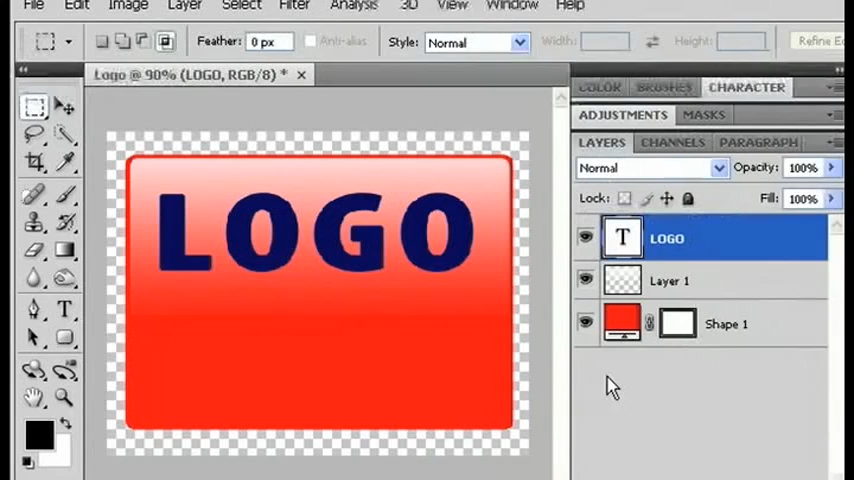 File Edit Image Layer Select Filter Analysis 3D View Window Help
Feather: 0 px Anti-alias Style: Normal Width: Height: Refine Ed
Logo @ 90% (LOGO, RGB/8) * ×
COLOR BRUSHES CHARACTER
ADJUSTMENTS MASKS
LAYERS CHANNELS PARAGRAPH
Normal Opacity: 100%
Lock: Fill: 100%
T LOGO
Layer 1
Shape 1
LOGO
T